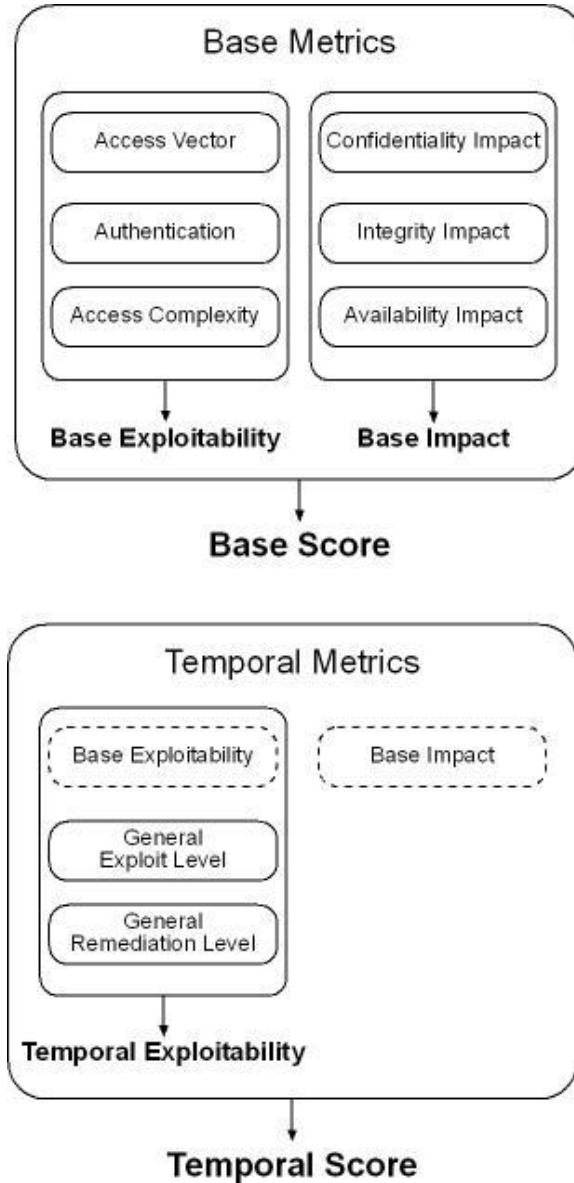 Base Metrics
Access Vector
Authentication
Access Complexity
Base Exploitability
Confidentiality Impact
Integrity Impact
Availability Impact
Base Impact
Base Score
Temporal Metrics
Base Exploitability
General
Exploit Level
General
Remediation Level
Temporal Exploitability
Base Impact
Temporal Score